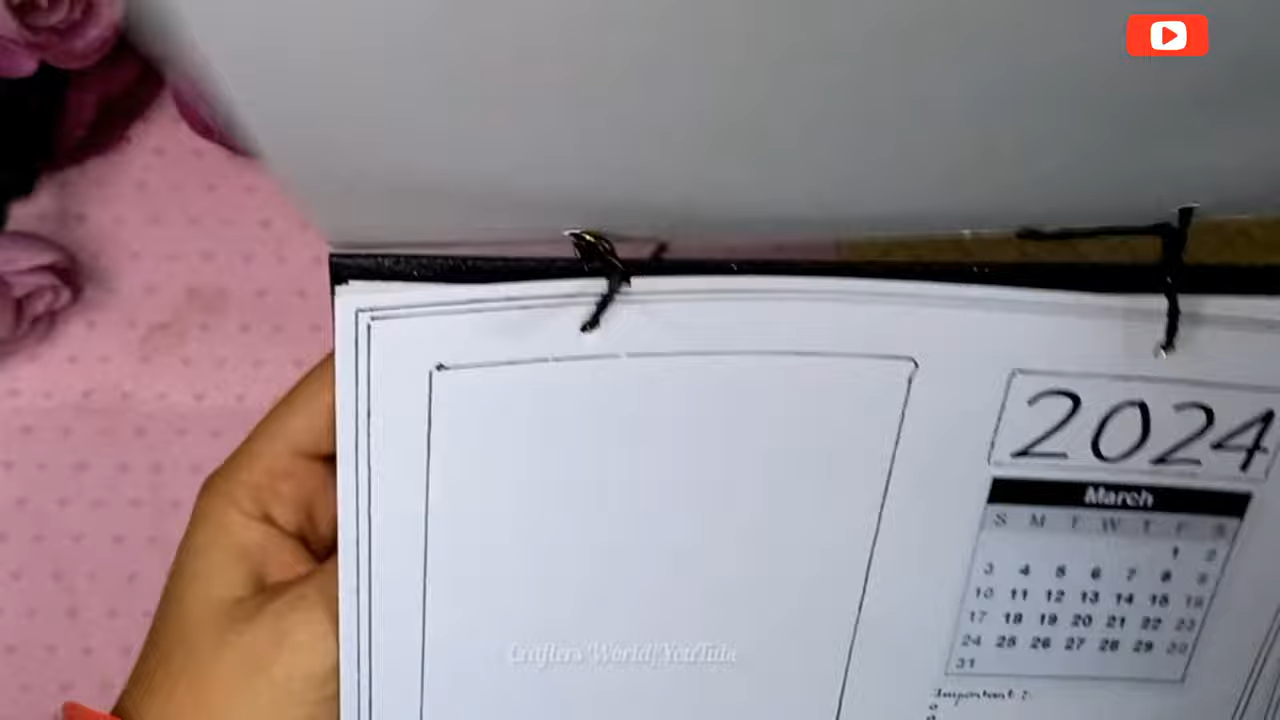 2024
March
S M T W T F S
1 2
3 4 5 6 7 8 9
10 11 12 13 14 15 16
17 18 19 20 21 22 23
24 25 26 27 28 29 30
31
Important :
Crafters World/YouTube